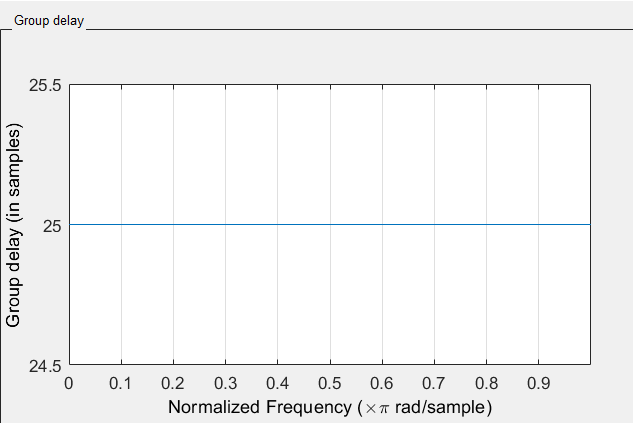 Group delay
25.5
25
24.5
Group delay (in samples)
0 0.1 0.2 0.3 0.4 0.5 0.6 0.7 0.8 0.9
Normalized Frequency (×π rad/sample)